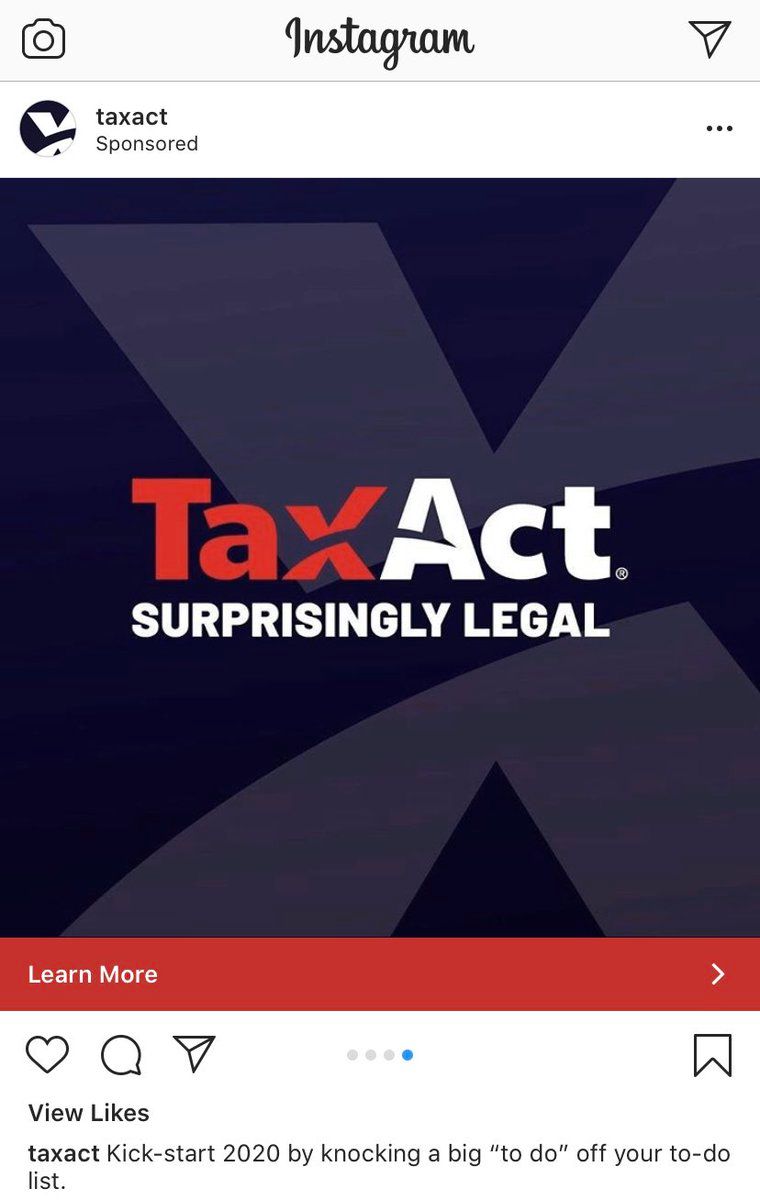 Instagram
taxact
Sponsored
TaxAct®
SURPRISINGLY LEGAL
Learn More
View Likes
taxact Kick-start 2020 by knocking a big “to do” off your to-do
list.